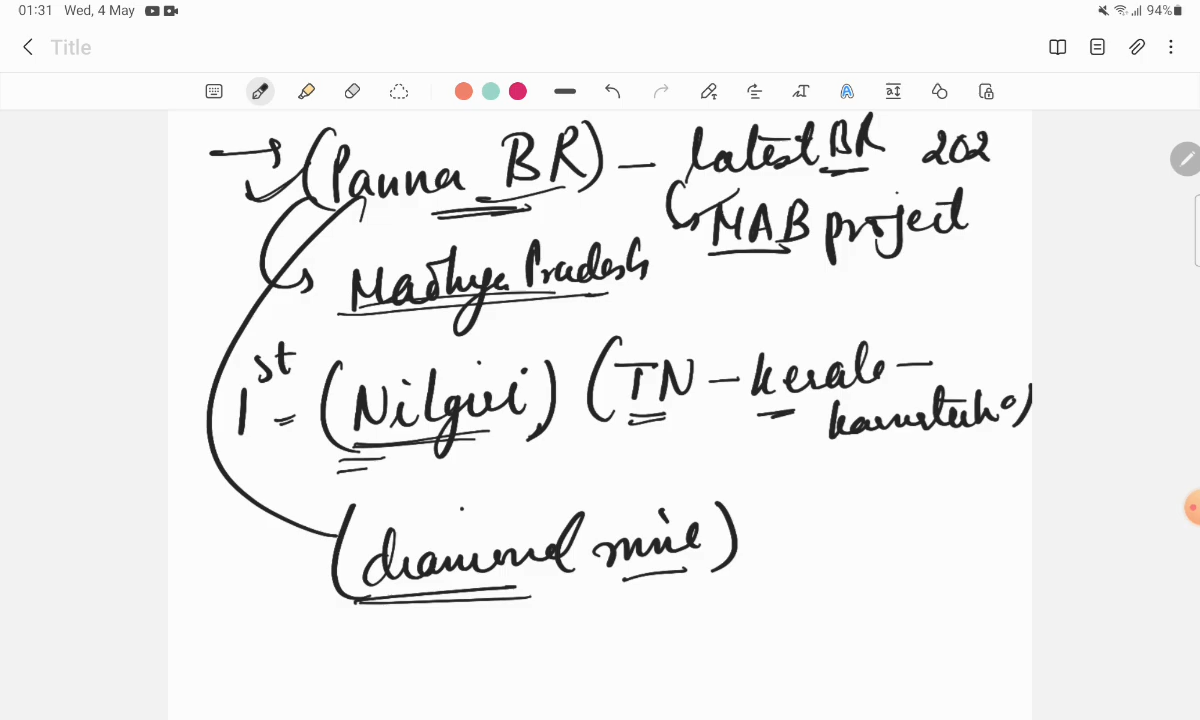 01:31 Wed, 4 May 94%
Title
→ (Panna BR) – latest BR 202
MAB project
Madhya Pradesh
1st = (Nilgiri) (TN – kerala –
(diamond mine)